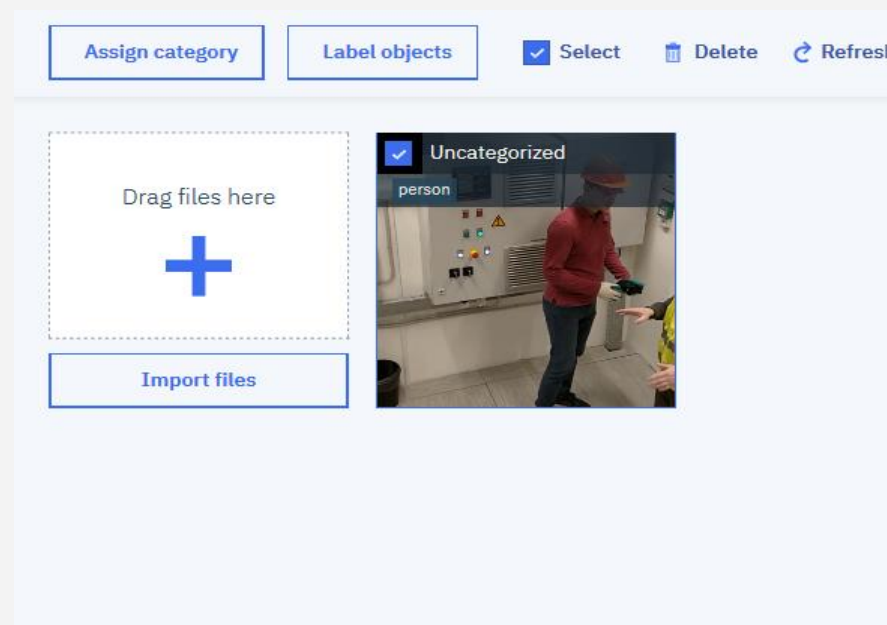 Assign category
Label objects
Select
Delete
Refresh
Drag files here
Import files
Uncategorized
person